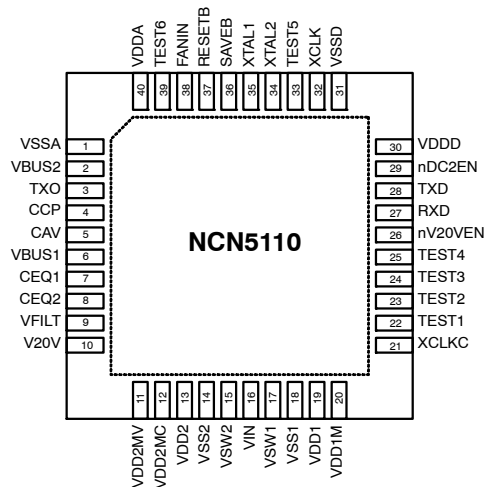 VDDA TEST6 FANIN RESETB SAVEB XTAL1 XTAL2 TEST5 XCLK VSSD
40 39 38 37 36 35 34 33 32 31
VSSA 1
VBUS2 2
TXO 3
CCP 4
CAV 5
VBUS1 6
CEQ1 7
CEQ2 8
VFILT 9
V20V 10
NCN5110
30 VDDD
29 nDC2EN
28 TXD
27 RXD
26 nV20VEN
25 TEST4
24 TEST3
23 TEST2
22 TEST1
21 XCLKC
11 12 13 14 15 16 17 18 19 20
VDD2MV VDD2MC VDD2 VSS2 VSW2 VIN VSW1 VSS1 VDD1 VDD1M